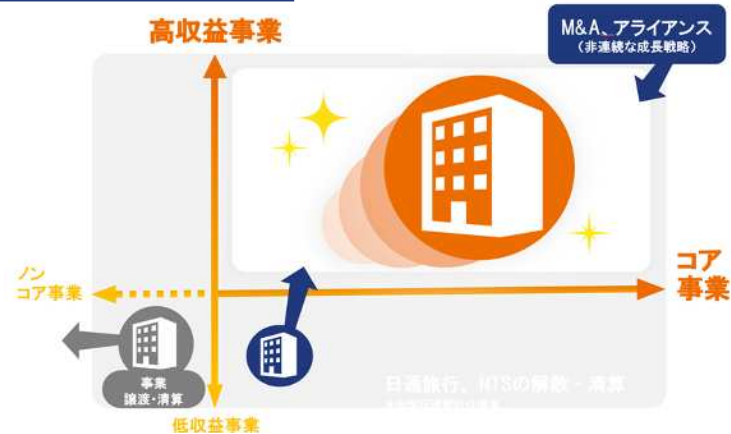 高収益事業
M&A、アライアンス
（非連続な成長戦略）
コア
事業
ノン
コア事業
事業
譲渡・清算
日通旅行、NTSの解散・清算
低収益事業